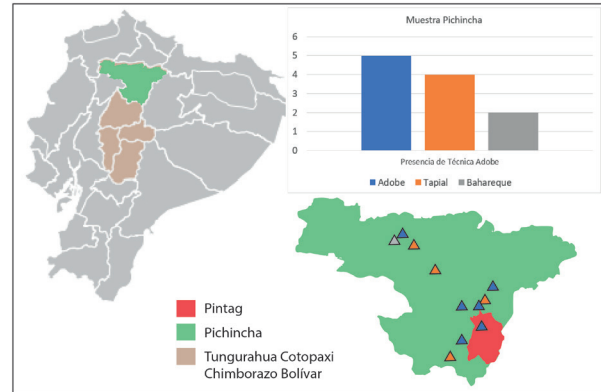 Muestra Pichincha
6
5
4
3
2
1
0
Presencia de Técnica Adobe
Adobe Tapial Bahareque
Pintag
Pichincha
Tungurahua Cotopaxi
Chimborazo Bolívar